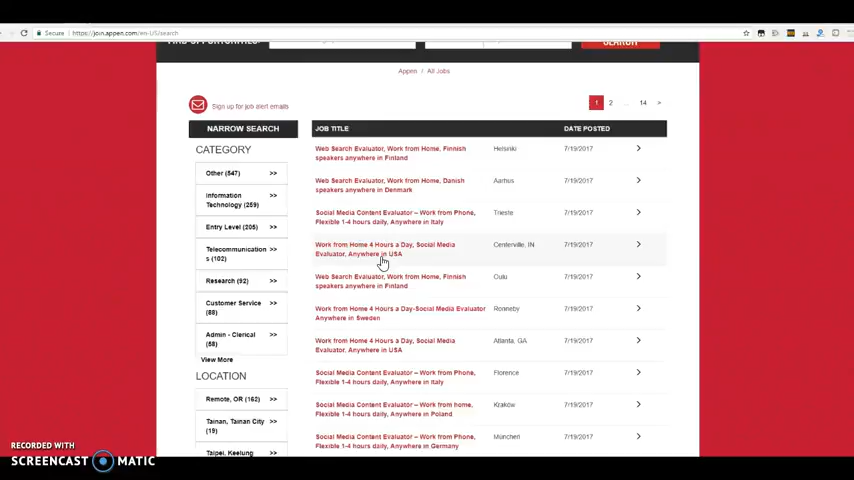 Secure
https://join.appen.com/en-US/search
FIND OPPORTUNITIES:
SEARCH
Appen / All Jobs
Sign up for job alert emails
1 2 ... 14 >
NARROW SEARCH
JOB TITLE
DATE POSTED
CATEGORY
Other (547) >>
Information
Technology (259) >>
Entry Level (205) >>
Telecommunication
s (102) >>
Research (92) >>
Customer Service
(88) >>
Admin - Clerical
(58) >>
View More
LOCATION
Remote, OR (162) >>
Tainan, Tainan City
(19) >>
Taipei, Keelung
Web Search Evaluator, Work from Home, Finnish
speakers anywhere in Finland
Helsinki
7/19/2017
Web Search Evaluator, Work from Home, Danish
speakers anywhere in Denmark
Aarhus
7/19/2017
Social Media Content Evaluator – Work from Phone,
Flexible 1-4 hours daily, Anywhere in Italy
Trieste
7/19/2017
Work from Home 4 Hours a Day, Social Media
Evaluator, Anywhere in USA
Centerville, IN
7/19/2017
Web Search Evaluator, Work from Home, Finnish
speakers anywhere in Finland
Oulu
7/19/2017
Work from Home 4 Hours a Day-Social Media Evaluator
Anywhere in Sweden
Ronneby
7/19/2017
Work from Home 4 Hours a Day, Social Media
Evaluator, Anywhere in USA
Atlanta, GA
7/19/2017
Social Media Content Evaluator – Work from Phone,
Flexible 1-4 hours daily, Anywhere in Italy
Florence
7/19/2017
Social Media Content Evaluator – Work from home,
Flexible 1-4 hours daily, Anywhere in Poland
Kraków
7/19/2017
Social Media Content Evaluator – Work from Phone,
Flexible 1-4 hours daily, Anywhere in Germany
München
7/19/2017
RECORDED WITH
SCREENCAST MATIC